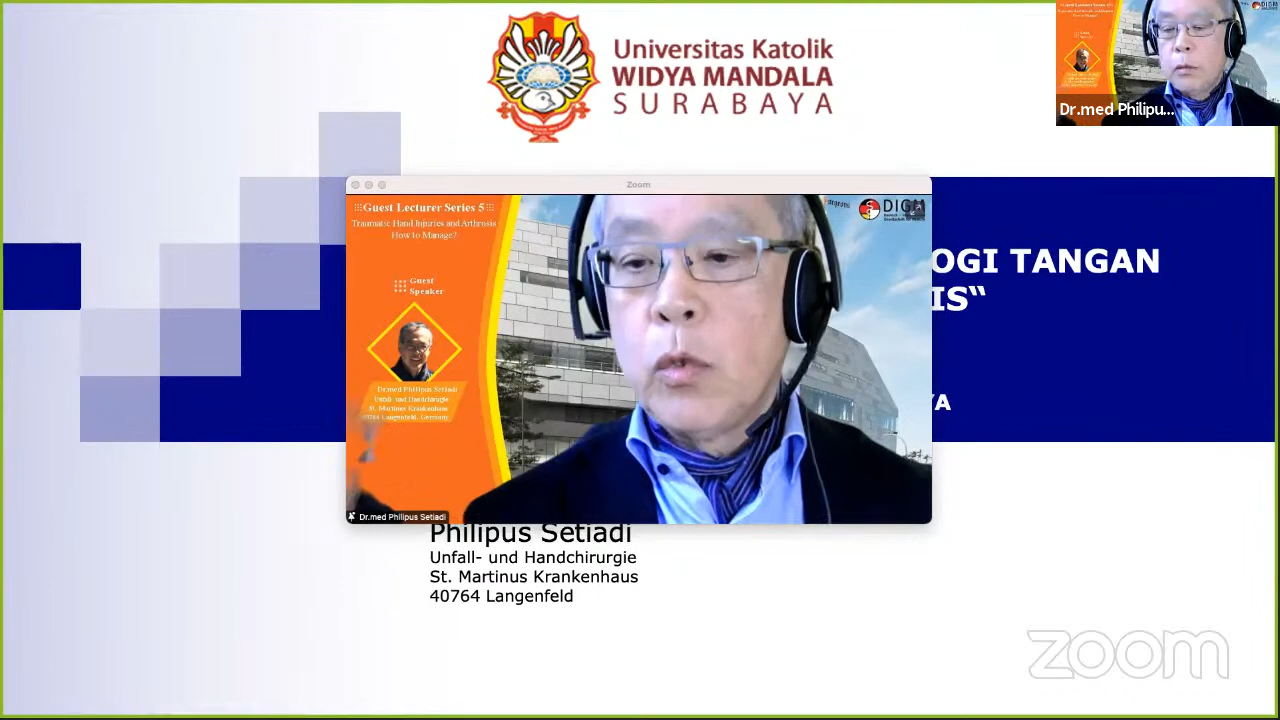 Universitas Katolik
WIDYA MANDALA
SURABAYA
Dr.med Philipu...
Zoom
Guest Lecturer Series 5
Traumatic Hand Injuries and Arthrosis
How to Manage?
Guest
Speaker
Dr.med Philipus Setiadi
Unfall- und Handchirurgie
St. Martinus Krankenhaus
40764 Langenfeld, Germany
DIGM
Dr.med Philipus Setiadi
OGI TANGAN
IS“
YA
Philipus Setiadi
Unfall- und Handchirurgie
St. Martinus Krankenhaus
40764 Langenfeld
zoom